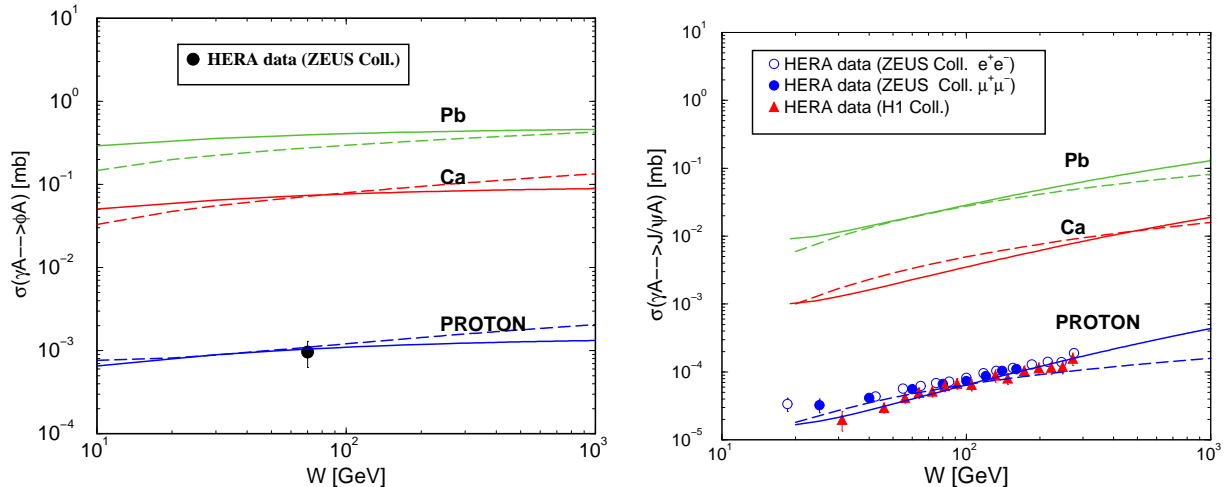 10¹
10⁰
10⁻¹
10⁻²
10⁻³
10⁻⁴
σ(γA−−>φA) [mb]
HERA data (ZEUS Coll.)
Pb
Ca
PROTON
10¹ 10² 10³
W [GeV]
10¹
10⁰
10⁻¹
10⁻²
10⁻³
10⁻⁴
10⁻⁵
σ(γA−−>J/ψA) [mb]
HERA data (ZEUS Coll. e⁺e⁻)
HERA data (ZEUS Coll. μ⁺μ⁻)
HERA data (H1 Coll.)
Pb
Ca
PROTON
10¹ 10² 10³
W [GeV]